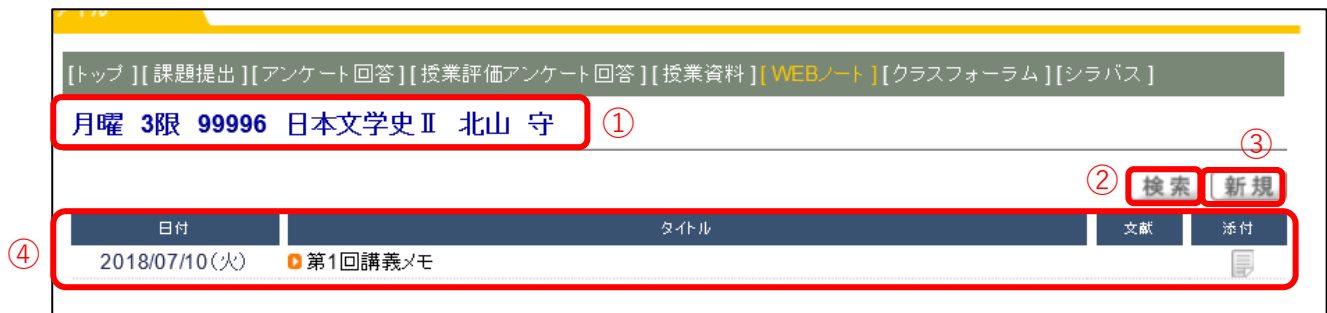 [トップ][課題提出][アンケート回答][授業評価アンケート回答][授業資料][WEBノート][クラスフォーラム][シラバス]
月曜 3限 99996 日本文学史Ⅱ 北山 守 ①
③
② 検索 新規
日付 タイトル 文献 添付
④ 2018/07/10(火) 第1回講義メモ